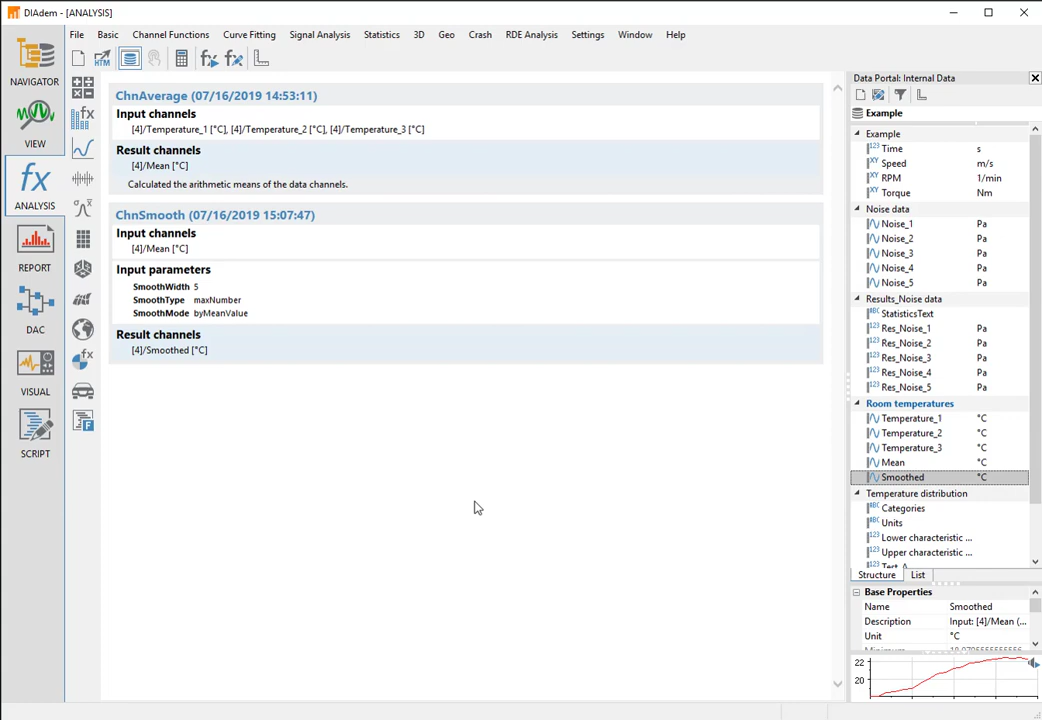 DIAdem - [ANALYSIS]
File Basic Channel Functions Curve Fitting Signal Analysis Statistics 3D Geo Crash RDE Analysis Settings Window Help
HTM
NAVIGATOR
VIEW
ANALYSIS
REPORT
DAC
VISUAL
SCRIPT
ChnAverage (07/16/2019 14:53:11)
Input channels
[4]/Temperature_1 [°C], [4]/Temperature_2 [°C], [4]/Temperature_3 [°C]
Result channels
[4]/Mean [°C]
Calculated the arithmetic means of the data channels.
ChnSmooth (07/16/2019 15:07:47)
Input channels
[4]/Mean [°C]
Input parameters
SmoothWidth 5
SmoothType maxNumber
SmoothMode byMeanValue
Result channels
[4]/Smoothed [°C]
Data Portal: Internal Data
Example
Example
Time s
Speed m/s
RPM 1/min
Torque Nm
Noise data
Noise_1 Pa
Noise_2 Pa
Noise_3 Pa
Noise_4 Pa
Noise_5 Pa
Results_Noise data
StatisticsText
Res_Noise_1 Pa
Res_Noise_2 Pa
Res_Noise_3 Pa
Res_Noise_4 Pa
Res_Noise_5 Pa
Room temperatures
Temperature_1 °C
Temperature_2 °C
Temperature_3 °C
Mean °C
Smoothed °C
Temperature distribution
Categories
Units
Lower characteristic ...
Upper characteristic ...
Test_A
Structure List
Base Properties
Name Smoothed
Description Input: [4]/Mean (...
Unit °C
22
20